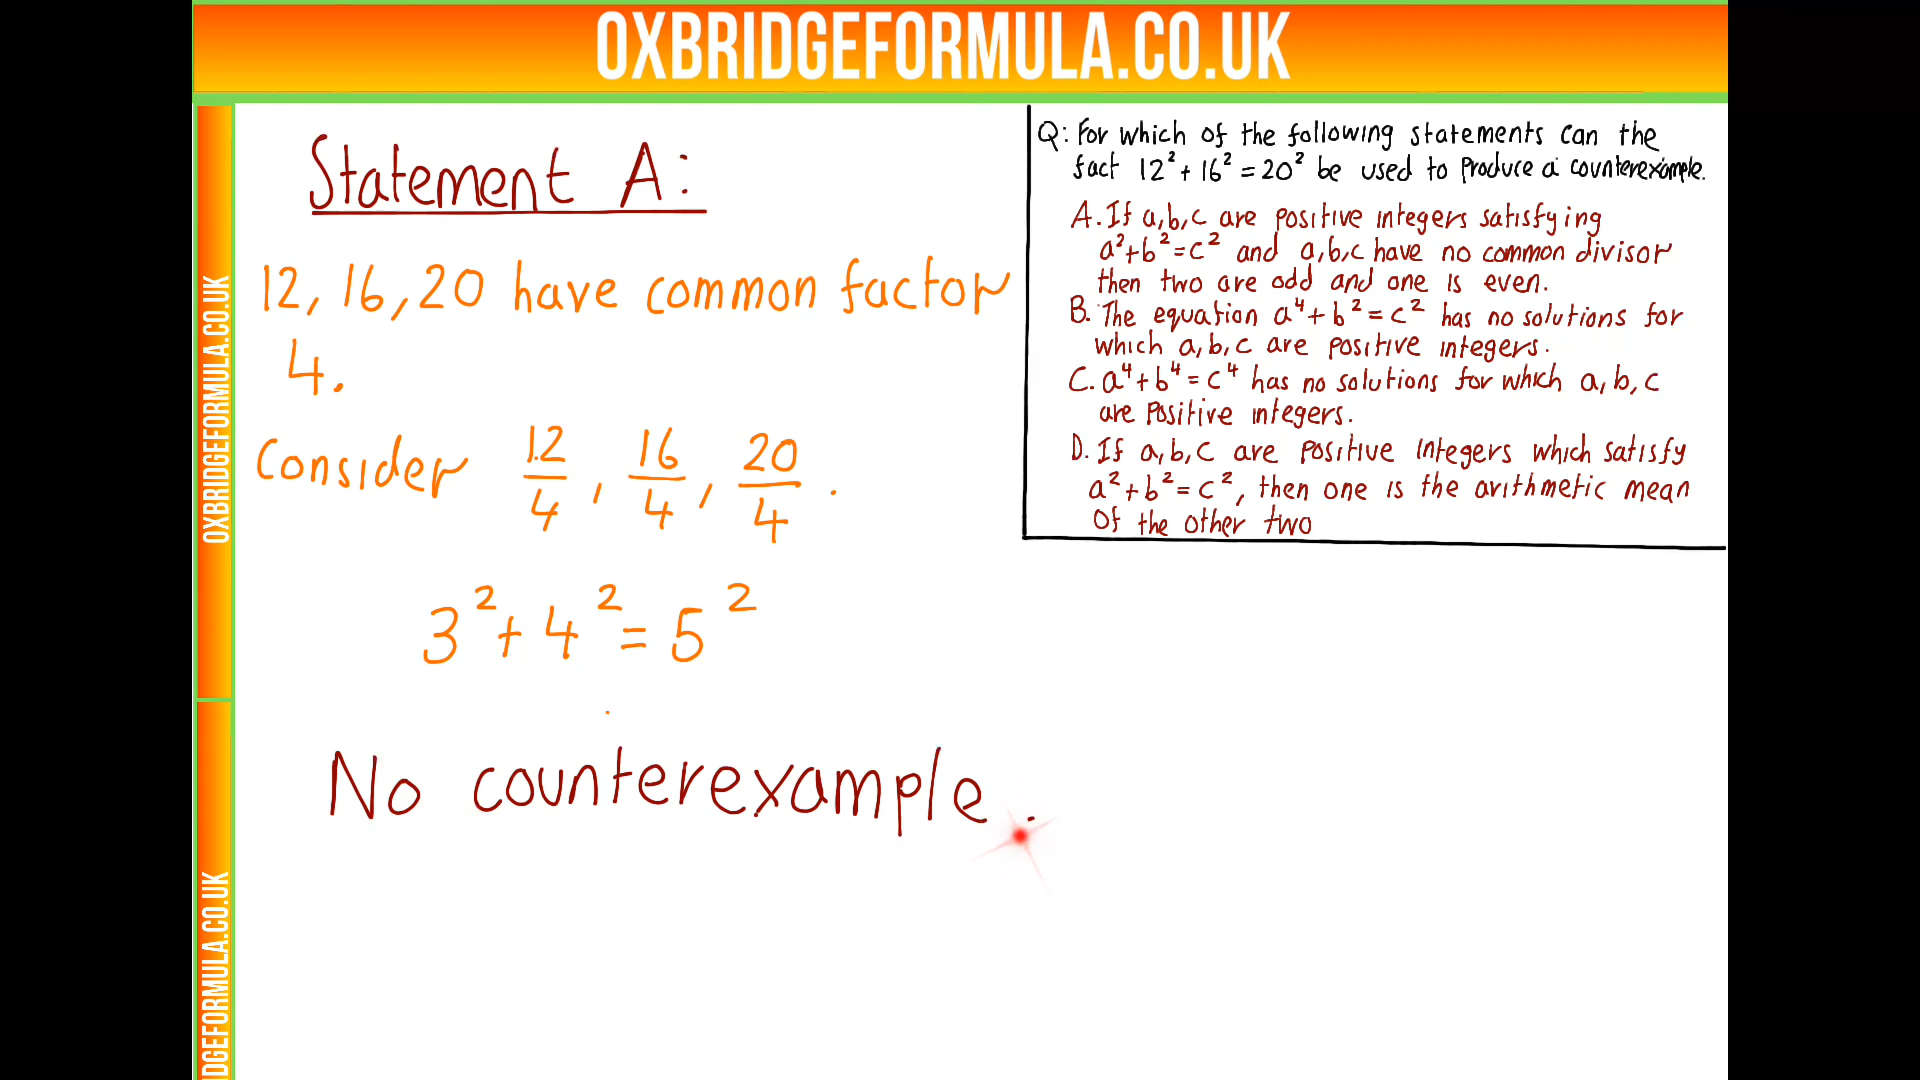 OXBRIDGEFORMULA.CO.UK
OXBRIDGEFORMULA.CO.UK
DGEFORMULA.CO.UK
Statement A:
12, 16, 20 have common factor
4.
Consider 12/4, 16/4, 20/4.
3² + 4² = 5²
No counterexample.
Q: For which of the following statements can the
fact 12² + 16² = 20² be used to produce a counterexample.
A. If a, b, c are positive integers satisfying
a² + b² = c² and a, b, c have no common divisor
then two are odd and one is even.
B. The equation a⁴ + b² = c² has no solutions for
which a, b, c are positive integers.
C. a⁴ + b⁴ = c⁴ has no solutions for which a, b, c
are positive integers.
D. If a, b, c are positive integers which satisfy
a² + b² = c², then one is the arithmetic mean
of the other two